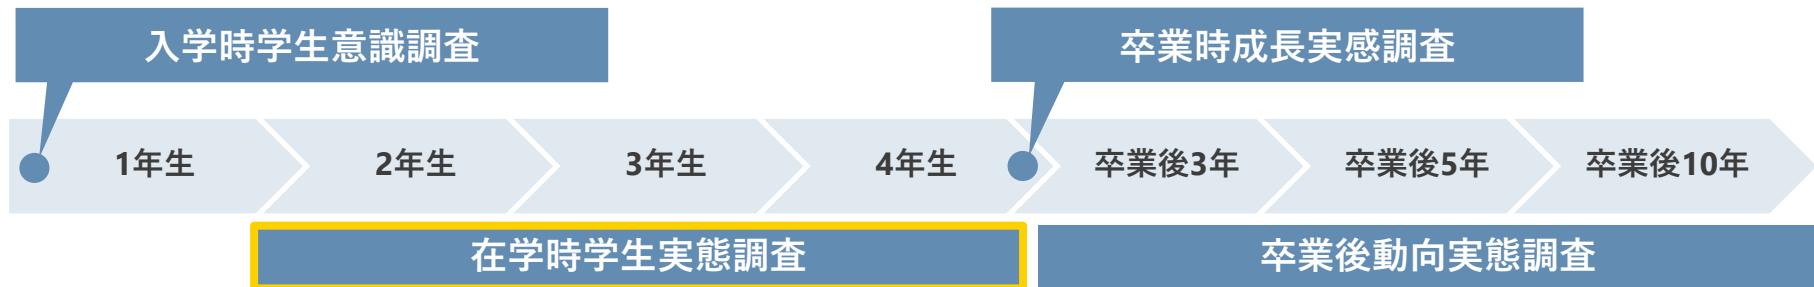 入学時学生意識調査
卒業時成長実感調査
1年生
2年生
3年生
4年生
卒業後3年
卒業後5年
卒業後10年
在学時学生実態調査
卒業後動向実態調査